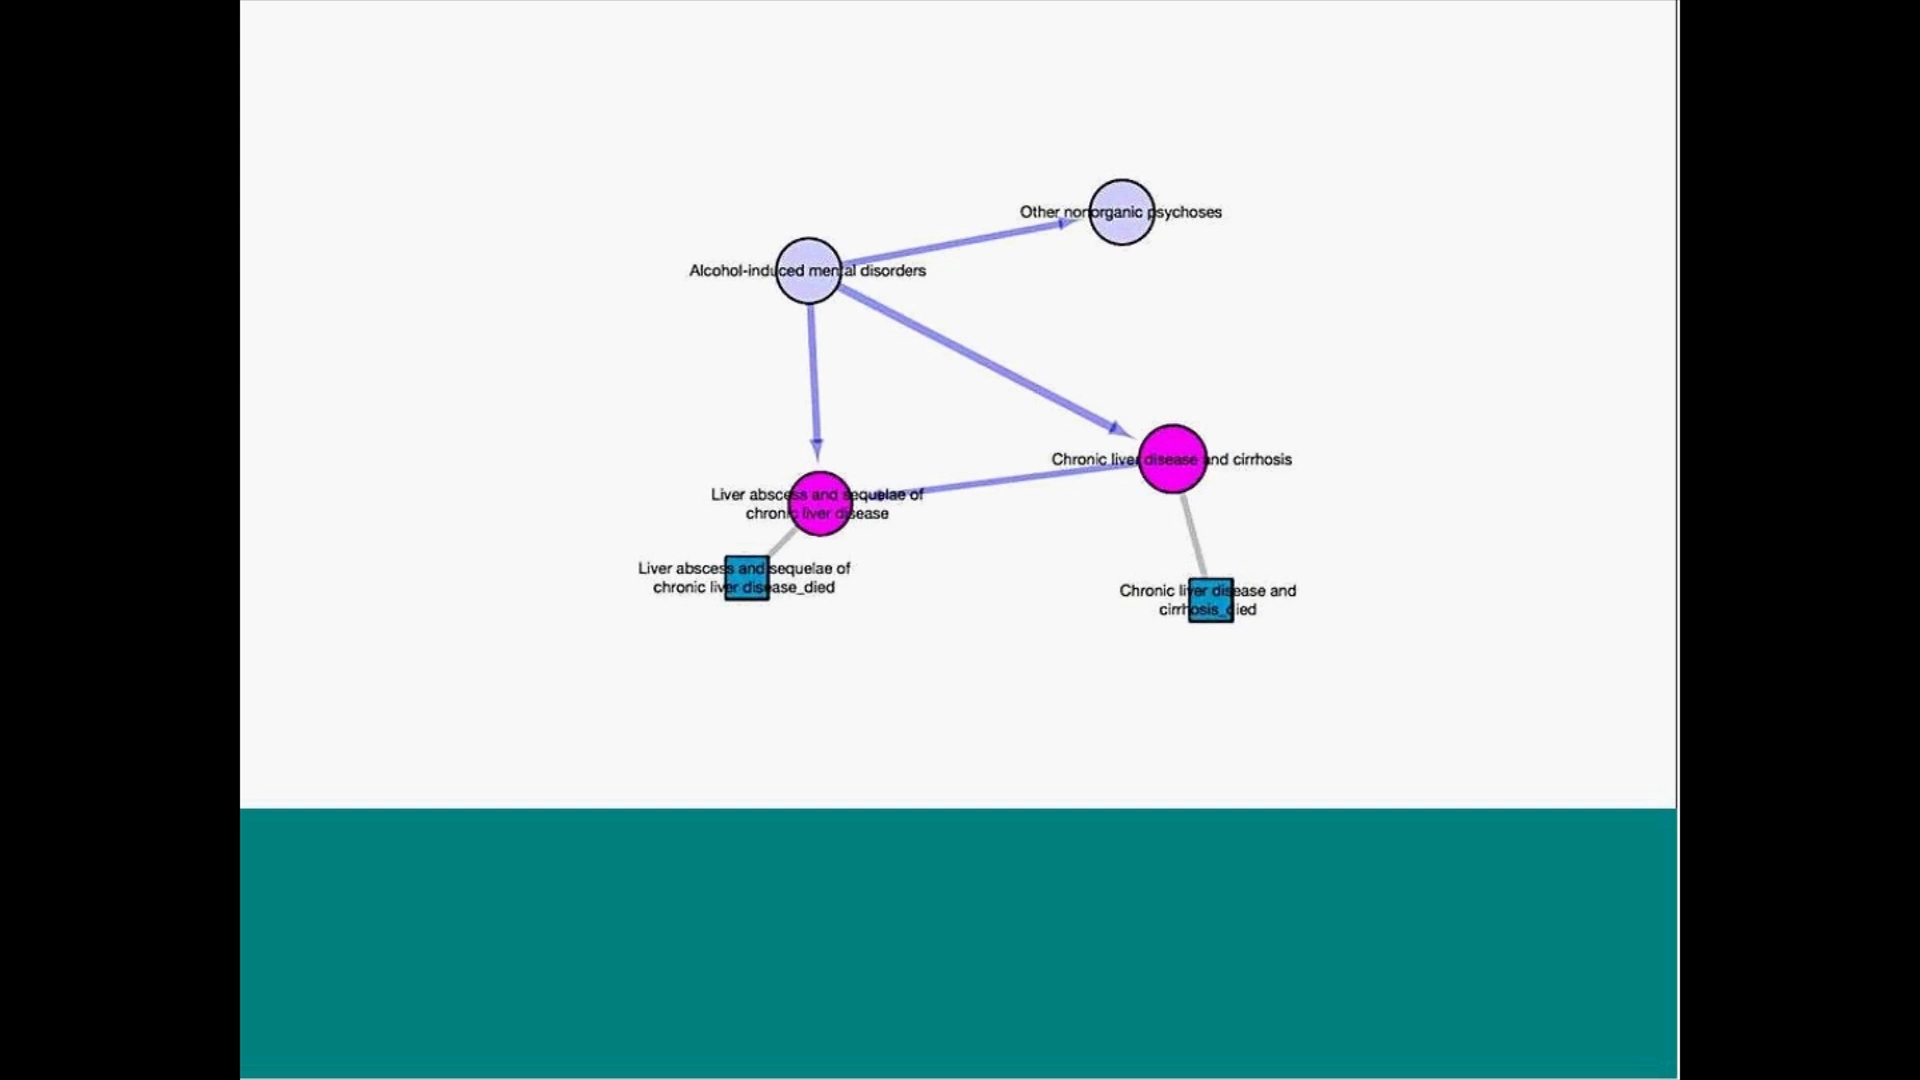 Other nonorganic psychoses
Alcohol-induced mental disorders
Chronic liver disease and cirrhosis
Liver abscess and sequelae of
chronic liver disease
Liver abscess and sequelae of
chronic liver disease_died
Chronic liver disease and
cirrhosis_died